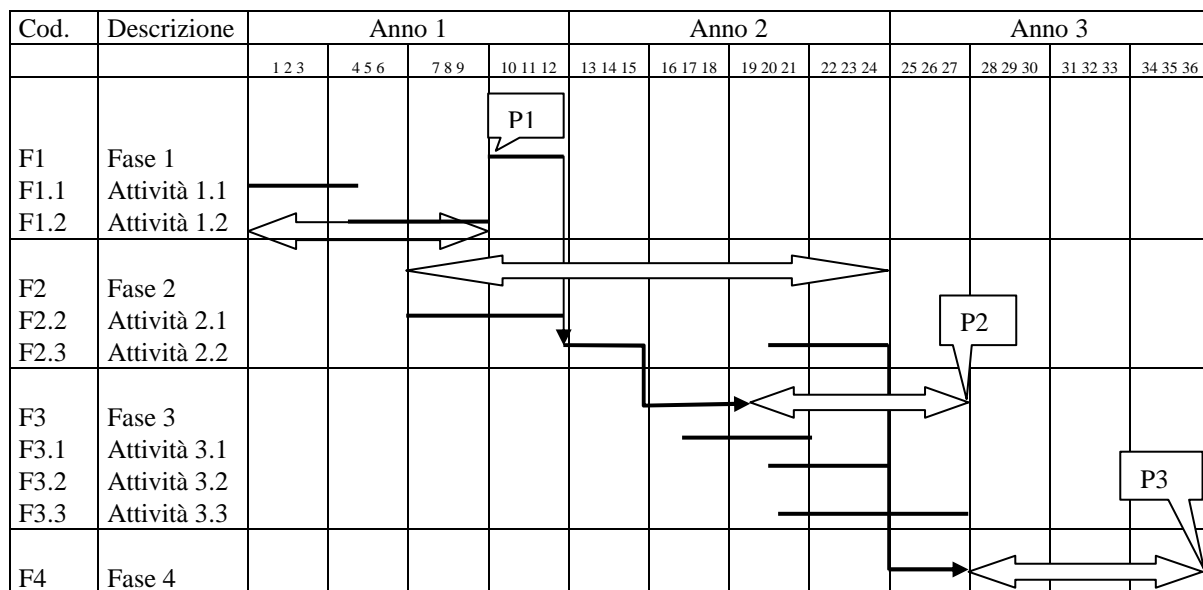 Cod. Descrizione Anno 1 Anno 2 Anno 3
1 2 3 4 5 6 7 8 9 10 11 12 13 14 15 16 17 18 19 20 21 22 23 24 25 26 27 28 29 30 31 32 33 34 35 36
P1
F1 Fase 1
F1.1 Attività 1.1
F1.2 Attività 1.2
F2 Fase 2
F2.2 Attività 2.1
P2
F2.3 Attività 2.2
F3 Fase 3
F3.1 Attività 3.1
F3.2 Attività 3.2 P3
F3.3 Attività 3.3
F4 Fase 4